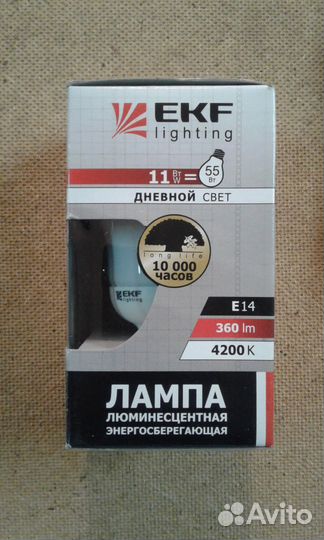 EKF
lighting
11 Вт W = 55 Вт
ДНЕВНОЙ СВЕТ
long life
10 000
часов
EKF
lighting
E14
360 lm
4200 K
ЛАМПА
ЛЮМИНЕСЦЕНТНАЯ
ЭНЕРГОСБЕРЕГАЮЩАЯ
Avito